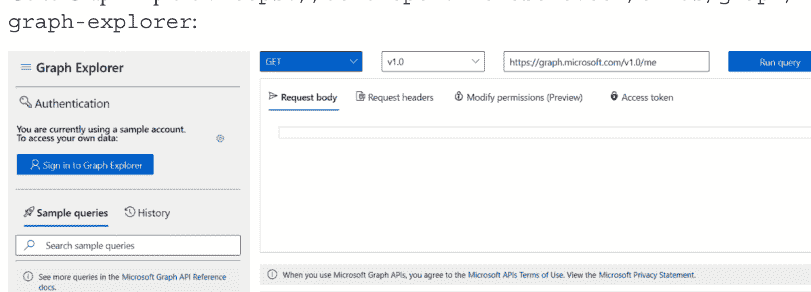 graph-explorer:
Graph Explorer
GET
v1.0
https://graph.microsoft.com/v1.0/me
Run query
Authentication
Request body
Request headers
Modify permissions (Preview)
Access token
You are currently using a sample account.
To access your own data:
Sign in to Graph Explorer
Sample queries
History
Search sample queries
See more queries in the Microsoft Graph API Reference
docs.
When you use Microsoft Graph APIs, you agree to the Microsoft APIs Terms of Use. View the Microsoft Privacy Statement.